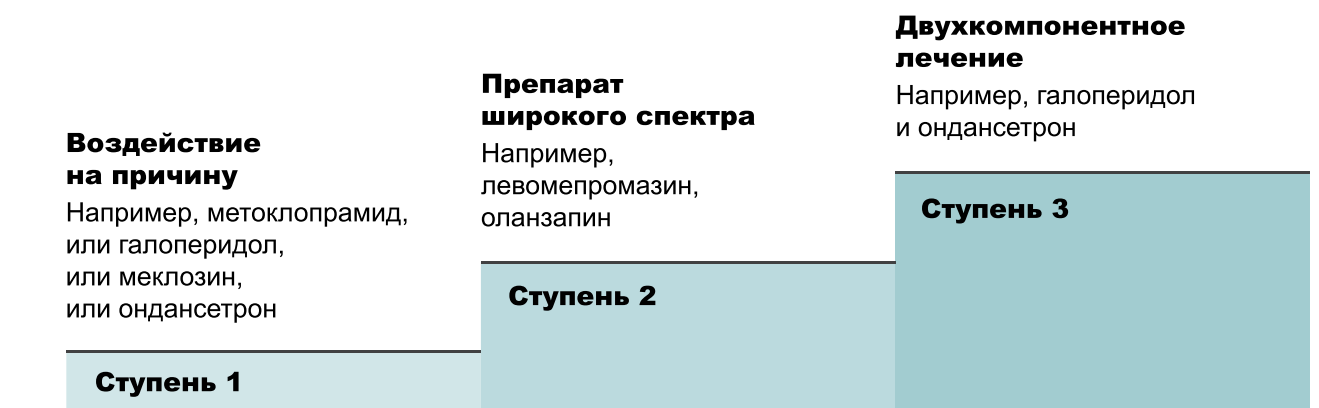 Воздействие
на причину
Например, метоклопрамид,
или галоперидол,
или меклозин,
или ондансетрон
Ступень 1
Препарат
широкого спектра
Например,
левомепромазин,
оланзапин
Ступень 2
Двухкомпонентное
лечение
Например, галоперидол
и ондансетрон
Ступень 3